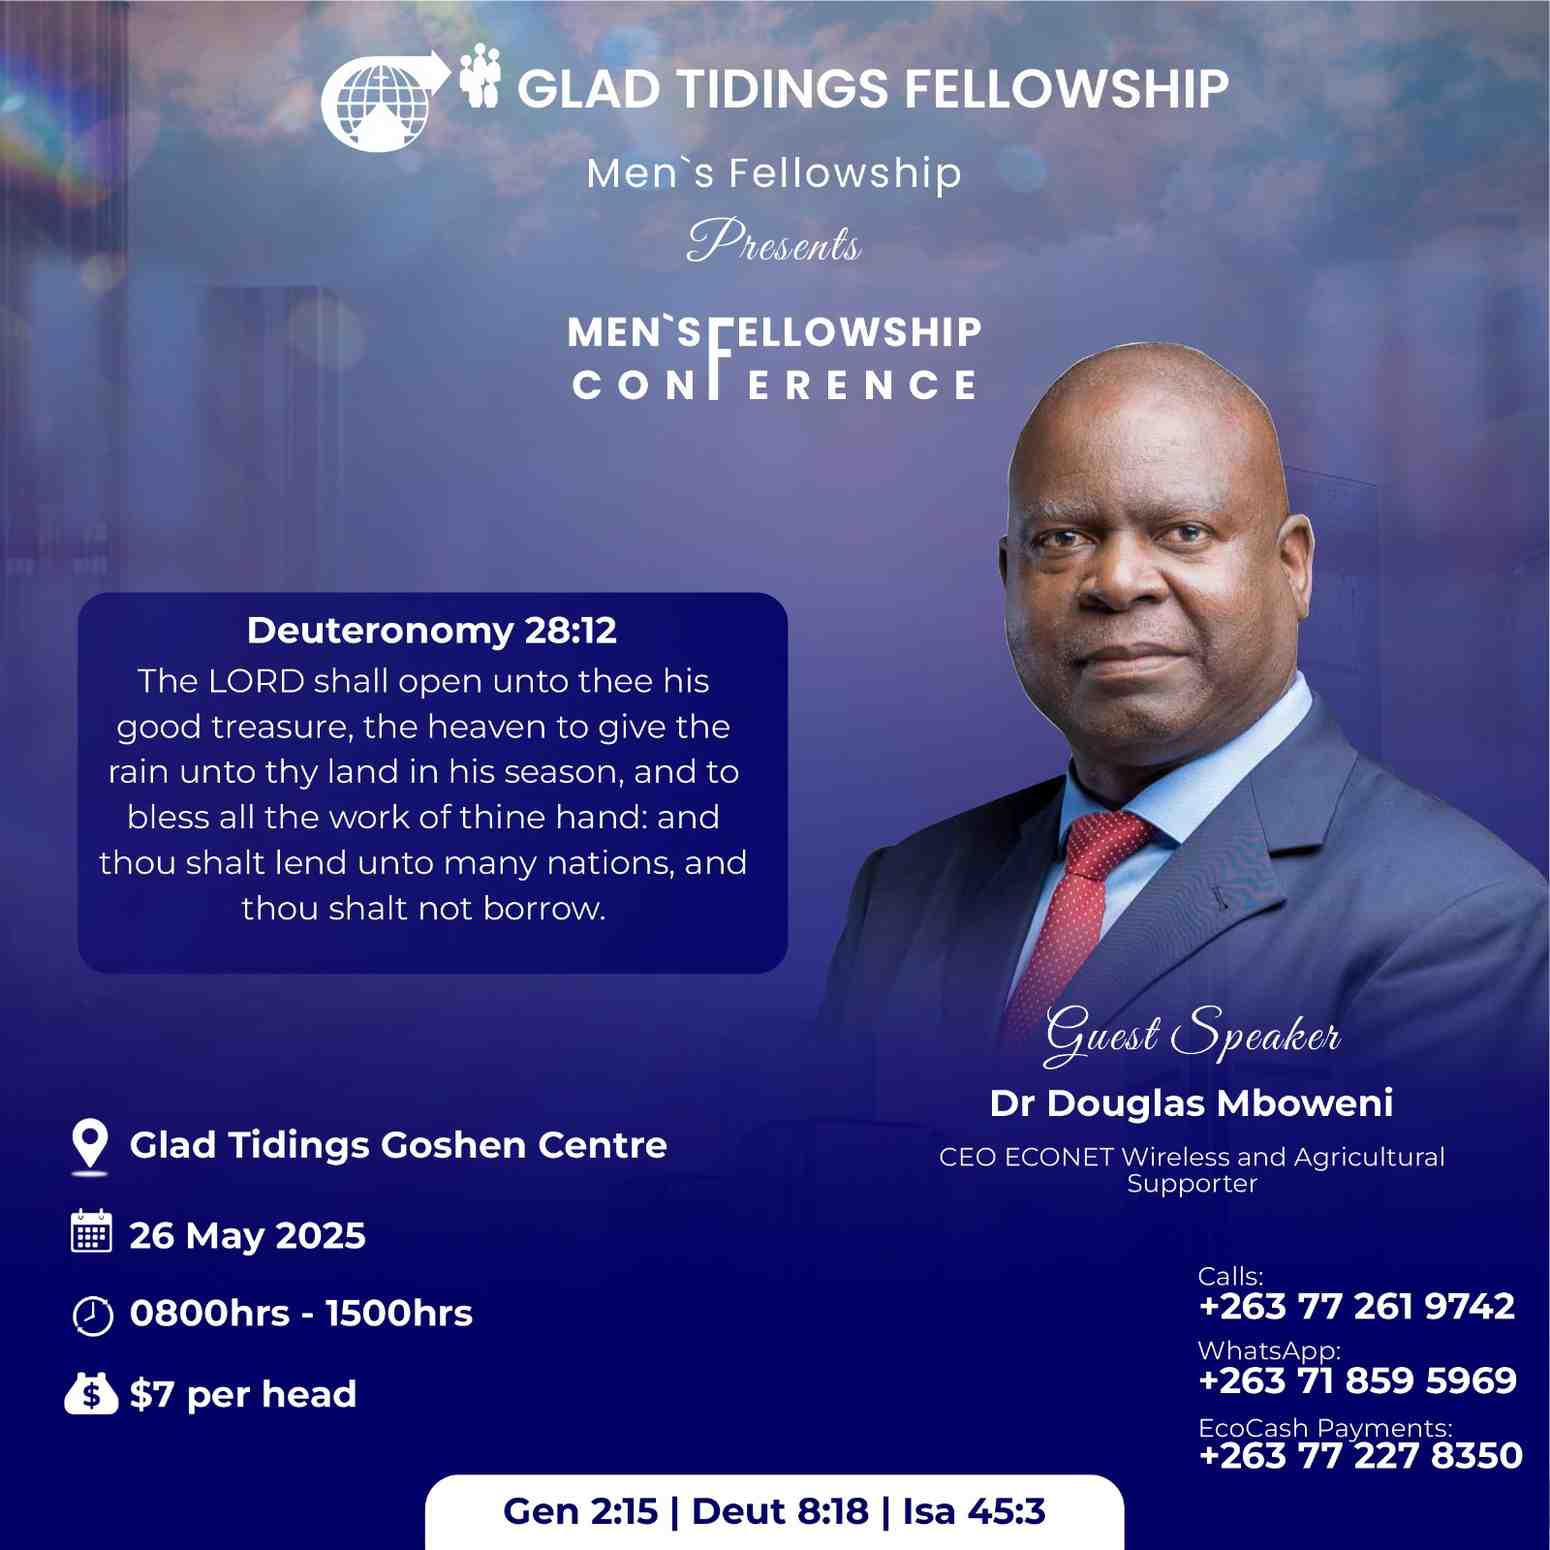 GLAD TIDINGS FELLOWSHIP
Men`s Fellowship
Presents
MEN`S FELLOWSHIP
CONFERENCE
Deuteronomy 28:12
The LORD shall open unto thee his
good treasure, the heaven to give the
rain unto thy land in his season, and to
bless all the work of thine hand: and
thou shalt lend unto many nations, and
thou shalt not borrow.
Guest Speaker
Dr Douglas Mboweni
CEO ECONET Wireless and Agricultural
Supporter
Glad Tidings Goshen Centre
26 May 2025
0800hrs - 1500hrs
$ $7 per head
Calls:
+263 77 261 9742
WhatsApp:
+263 71 859 5969
EcoCash Payments:
+263 77 227 8350
Gen 2:15 | Deut 8:18 | Isa 45:3